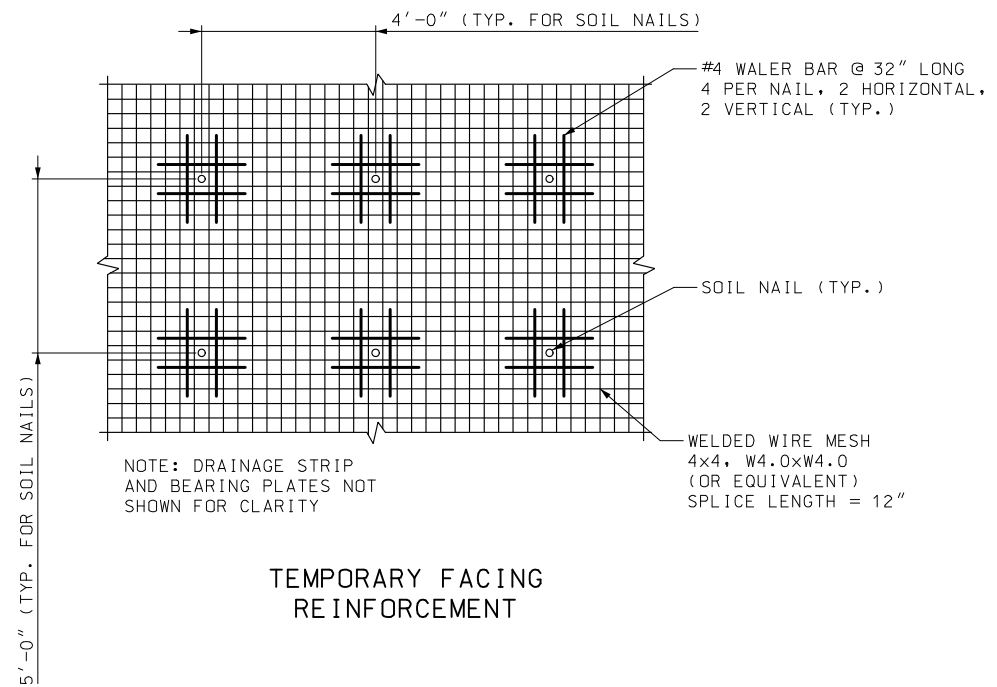 4'-0" (TYP. FOR SOIL NAILS)
#4 WALER BAR @ 32" LONG
4 PER NAIL, 2 HORIZONTAL,
2 VERTICAL (TYP.)
SOIL NAIL (TYP.)
5'-0" (TYP. FOR SOIL NAILS)
WELDED WIRE MESH
4x4, W4.0xW4.0
(OR EQUIVALENT)
SPLICE LENGTH = 12"
NOTE: DRAINAGE STRIP
AND BEARING PLATES NOT
SHOWN FOR CLARITY
TEMPORARY FACING
REINFORCEMENT